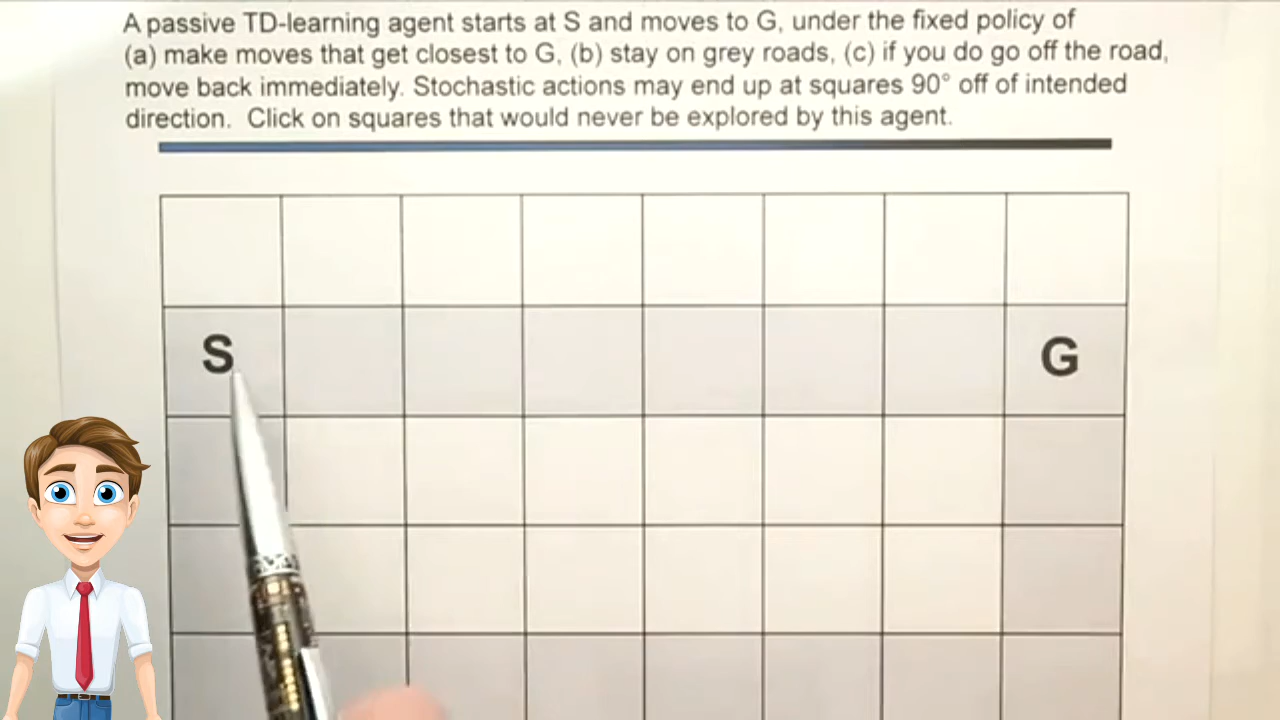 A passive TD-learning agent starts at S and moves to G, under the fixed policy of
(a) make moves that get closest to G, (b) stay on grey roads, (c) if you do go off the road,
move back immediately. Stochastic actions may end up at squares 90° off of intended
direction. Click on squares that would never be explored by this agent.
S
G